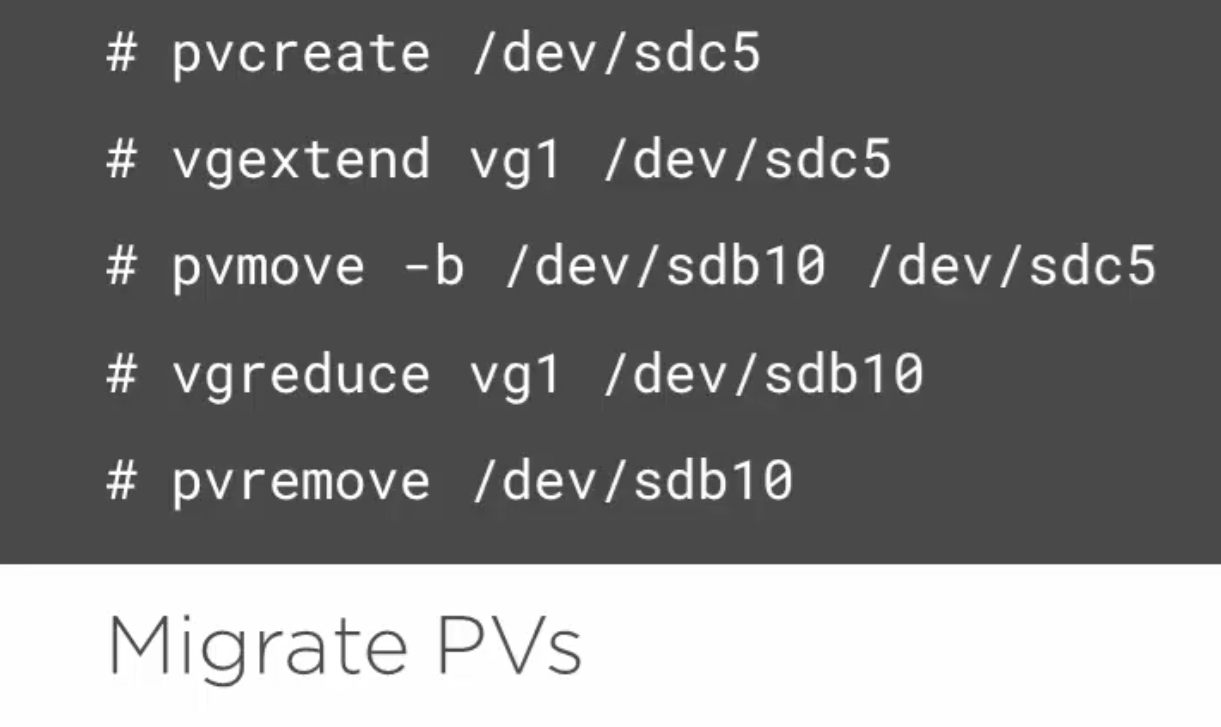 # pvcreate /dev/sdc5
# vgextend vg1 /dev/sdc5
# pvmove -b /dev/sdb10 /dev/sdc5
# vgreduce vg1 /dev/sdb10
# pvremove /dev/sdb10
Migrate PVs